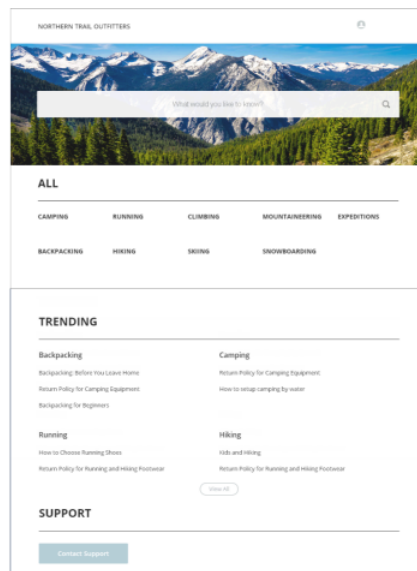 NORTHERN TRAIL OUTFITTERS
What would you like to know?
ALL
CAMPING RUNNING CLIMBING MOUNTAINEERING EXPEDITIONS
BACKPACKING HIKING SKIING SNOWBOARDING
TRENDING
Backpacking Camping
Backpacking: Before You Leave Home Return Policy for Camping Equipment
Return Policy for Camping Equipment How to setup camping by water
Backpacking for Beginners
Running Hiking
How to Choose Running Shoes Kids and Hiking
Return Policy for Running and Hiking Footwear Return Policy for Running and Hiking Footwear
View All
SUPPORT
Contact Support